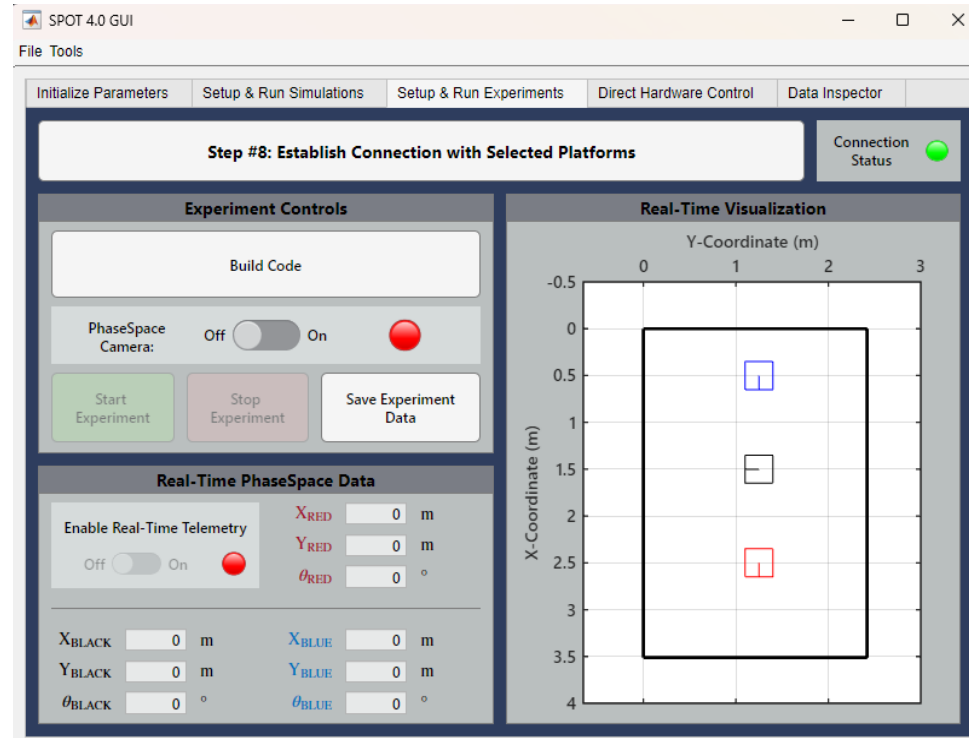 SPOT 4.0 GUI
File Tools
Initialize Parameters
Setup & Run Simulations
Setup & Run Experiments
Direct Hardware Control
Data Inspector
Step #8: Establish Connection with Selected Platforms
Connection
Status
Experiment Controls
Build Code
PhaseSpace
Camera:
Off On
Start
Experiment
Stop
Experiment
Save Experiment
Data
Real-Time PhaseSpace Data
Enable Real-Time Telemetry
Off On
XRED 0 m
YRED 0 m
θRED 0 °
XBLACK 0 m
YBLACK 0 m
θBLACK 0 °
XBLUE 0 m
YBLUE 0 m
θBLUE 0 °
Real-Time Visualization
Y-Coordinate (m)
0 1 2 3
X-Coordinate (m)
-0.5
0
0.5
1
1.5
2
2.5
3
3.5
4